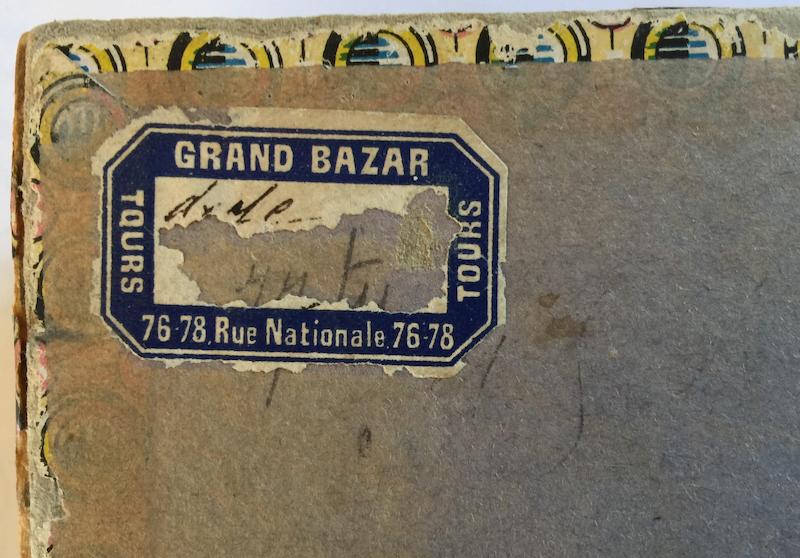 GRAND BAZAR
TOURS
TOURS
76-78, Rue Nationale, 76-78